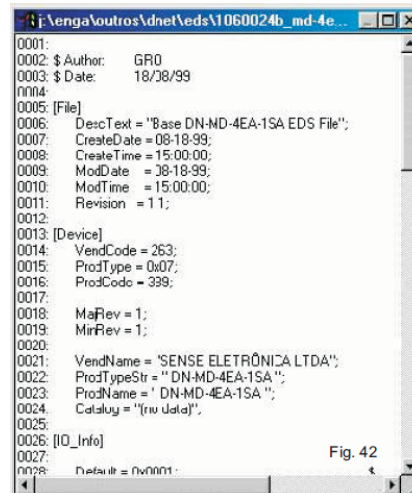 j:\enga\outros\dnet\eds\1060024b_md-4e...
0001:
0002: $ Author: GRO
0003: $ Date: 18/08/99
0004:
0005: [File]
0006: DescText = "Base DN-MD-4EA-1SA EDS File";
0007: CreateDate = 08-18-99;
0008: CreateTime = 15:00:00;
0009: ModDate = 08-18-99;
0010: ModTime = 15:00:00;
0011: Revision = 1.1;
0012:
0013: [Device]
0014: VendCode = 263;
0015: ProdType = 0x07;
0016: ProdCode =
0017:
0018: MajRev = 1;
0019: MinRev = 1;
0020:
0021: VendName = "SENSE ELETRÔNICA LTDA";
0022: ProdTypeStr = " DN-MD-4EA-1SA ";
0023: ProdName = " DN-MD-4EA-1SA ";
0024. Catalog = "(no data)",
0025:
0026: [IO_Info]
0027:
0028: Default = 0x0001;
Fig. 42